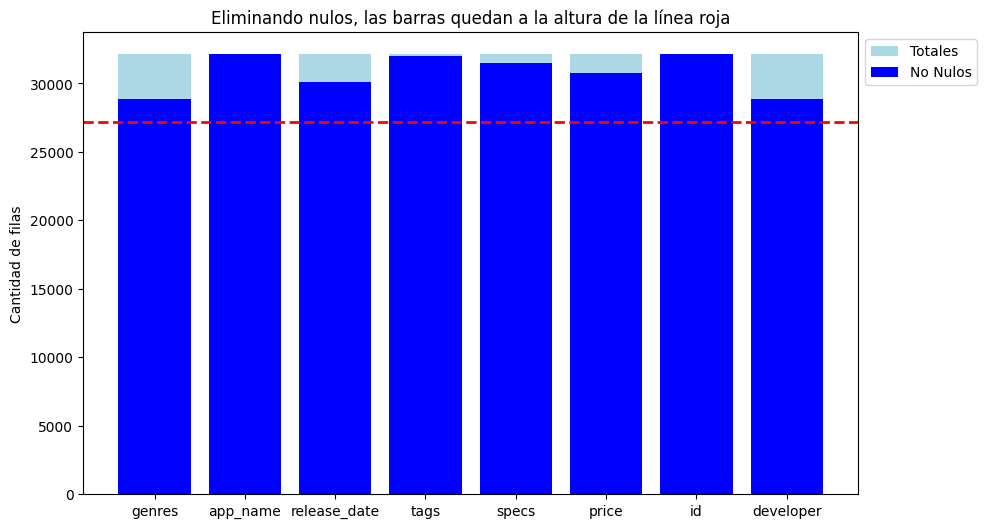 Eliminando nulos, las barras quedan a la altura de la línea roja
Totales
No Nulos
Cantidad de filas
30000
25000
20000
15000
10000
5000
0
genres app_name release_date tags specs price id developer